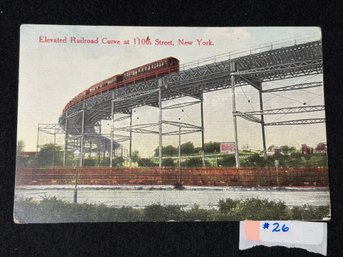 Elevated Railroad Curve at 110th Street, New York.
#26